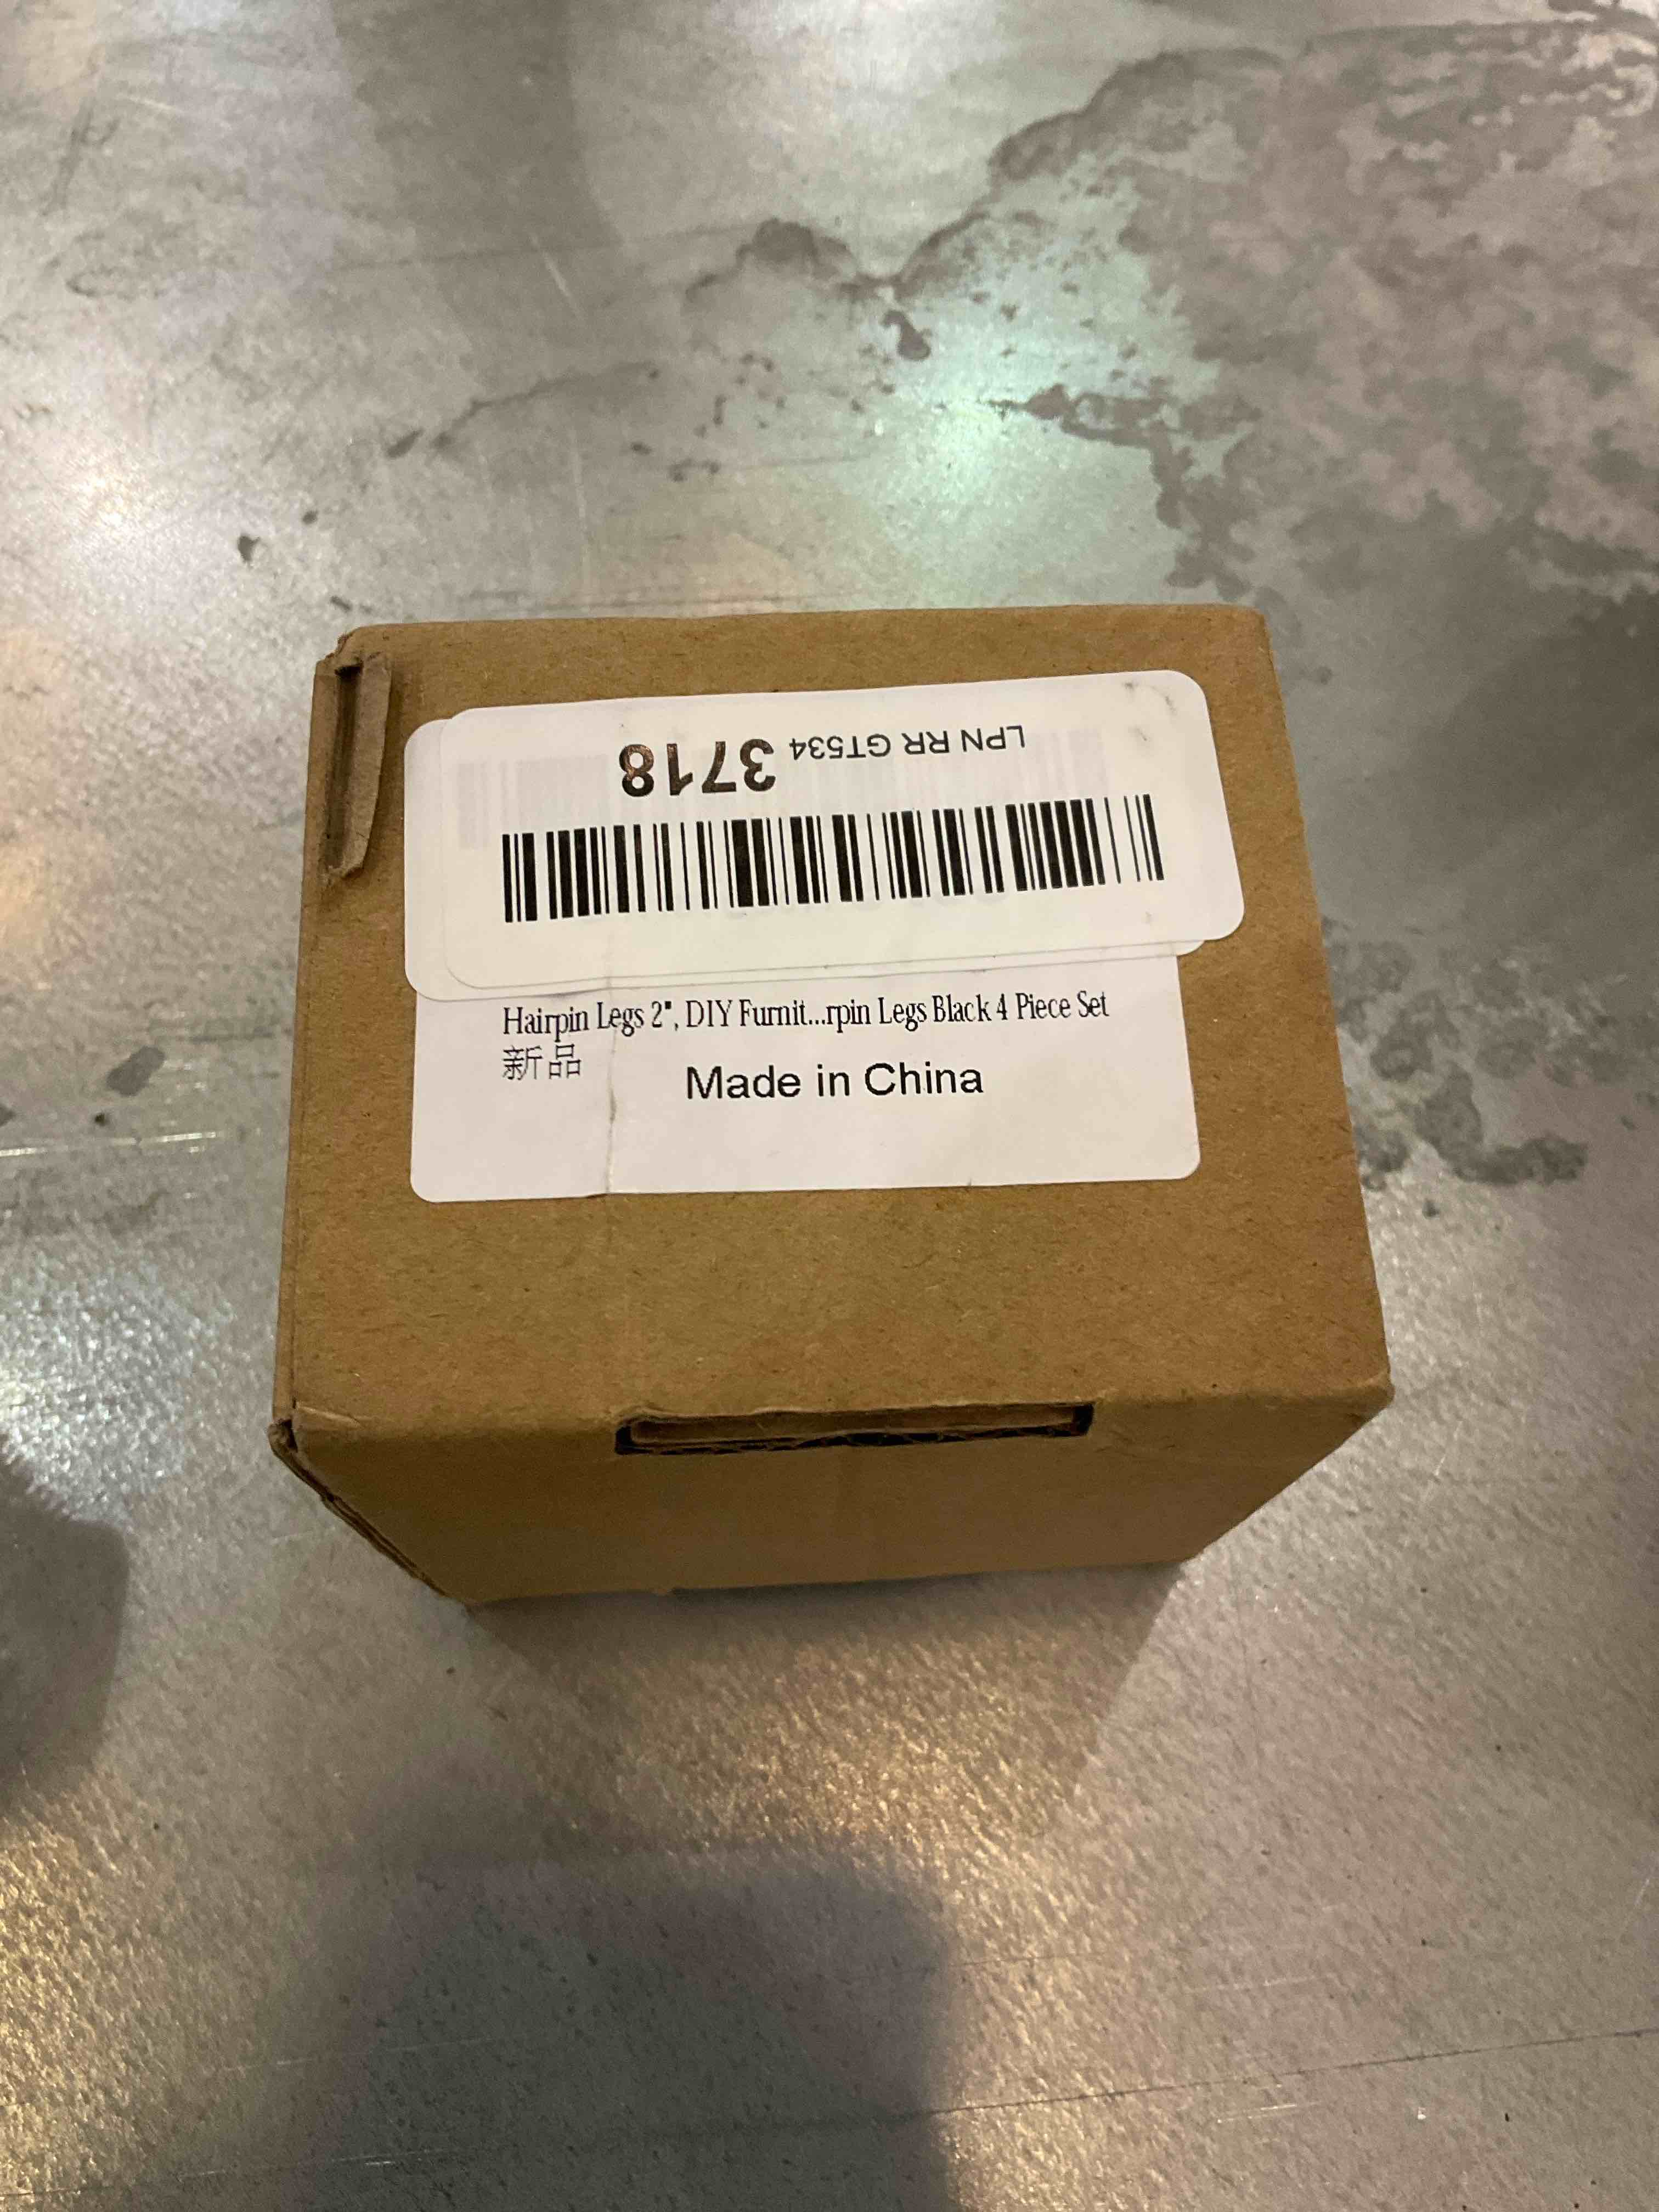 LPN RR GT534 3718
Hairpin Legs 2", DIY Furnit...rpin Legs Black 4 Piece Set
新品
Made in China